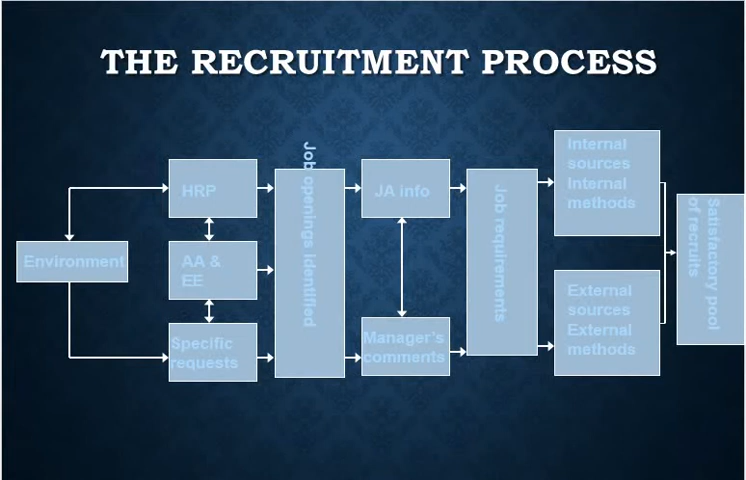 THE RECRUITMENT PROCESS
Environment
HRP
AA &
EE
Specific
requests
Job openings identified
JA info
Manager's
comments
Job requirements
Internal
sources
Internal
methods
External
sources
External
methods
Satisfactory pool
of recruits